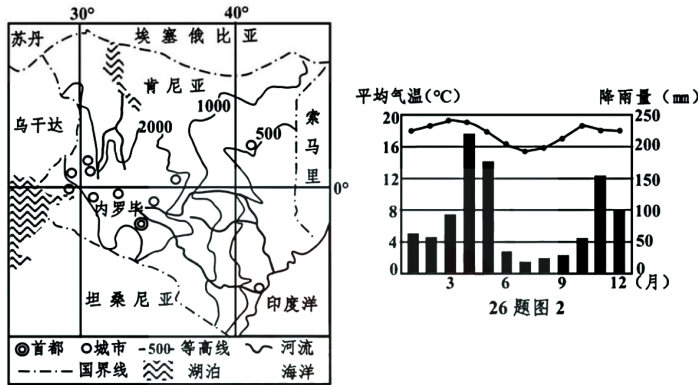 30° 40°
苏丹 埃塞俄比亚
肯尼亚
1000
乌干达 2000 500 索马里
0°
内罗毕
坦桑尼亚 印度洋
◎首都 ○城市 -500- 等高线 河流
国界线 湖泊 海洋
平均气温(℃) 降雨量(mm)
20 250
16 200
12 150
8 100
4 50
0 0
3 6 9 12 (月)
26题图2